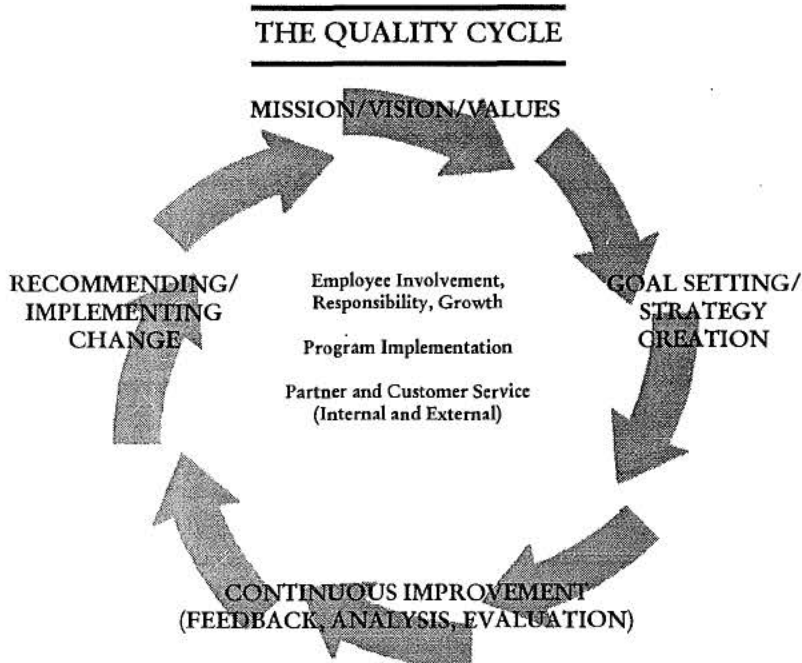 THE QUALITY CYCLE
MISSION/VISION/VALUES
RECOMMENDING/
IMPLEMENTING
CHANGE
Employee Involvement,
Responsibility, Growth
Program Implementation
Partner and Customer Service
(Internal and External)
GOAL SETTING/
STRATEGY
CREATION
CONTINUOUS IMPROVEMENT
(FEEDBACK, ANALYSIS, EVALUATION)